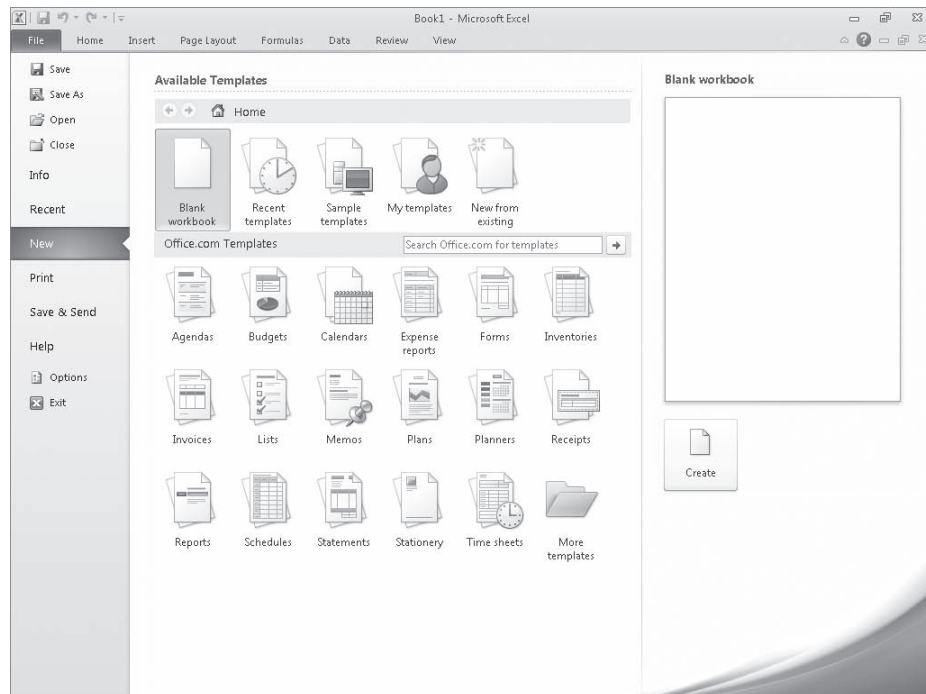 Book1 - Microsoft Excel
File Home Insert Page Layout Formulas Data Review View
Save
Save As
Open
Close
Info
Recent
New
Print
Save & Send
Help
Options
Exit
Available Templates
Home
Blank workbook
Recent templates
Sample templates
My templates
New from existing
Office.com Templates
Search Office.com for templates
Agendas
Budgets
Calendars
Expense reports
Forms
Inventories
Invoices
Lists
Memos
Plans
Planners
Receipts
Reports
Schedules
Statements
Stationery
Time sheets
More templates
Blank workbook
Create